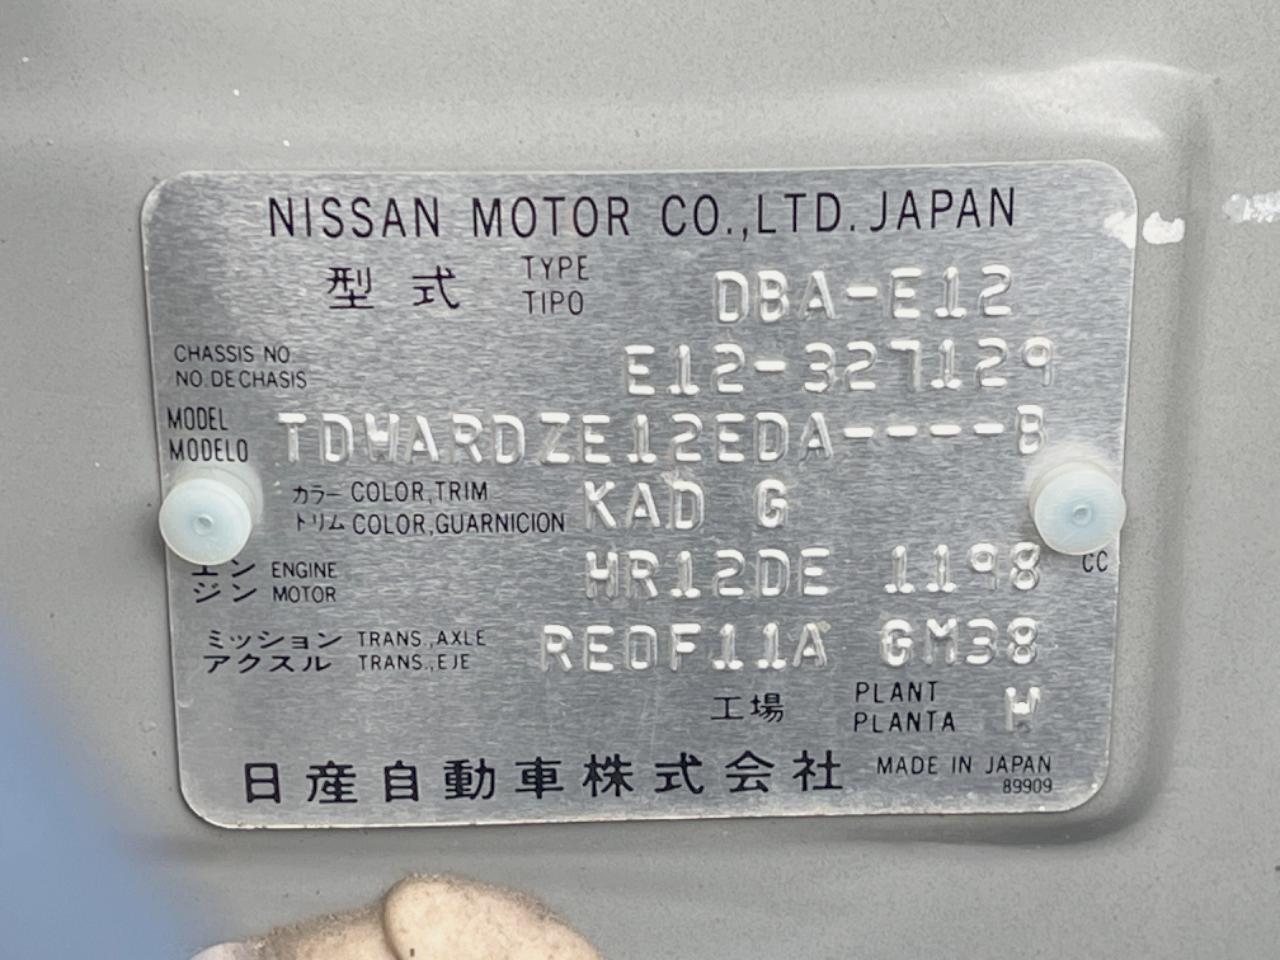 NISSAN MOTOR CO.,LTD. JAPAN
型式 TYPE DBA-E12
TIPO
CHASSIS NO E12-327129
NO.DE CHASIS
MODEL TDWARDZE12EDA----B
MODELO
カラー COLOR,TRIM KAD G
トリム COLOR,GUARNICION
エン ENGINE HR12DE 1198 CC
ジン MOTOR
ミッション TRANS.,AXLE RE0F11A GM38
アクスル TRANS.,EJE
工場 PLANT W
PLANTA
日産自動車株式会社 MADE IN JAPAN
89909